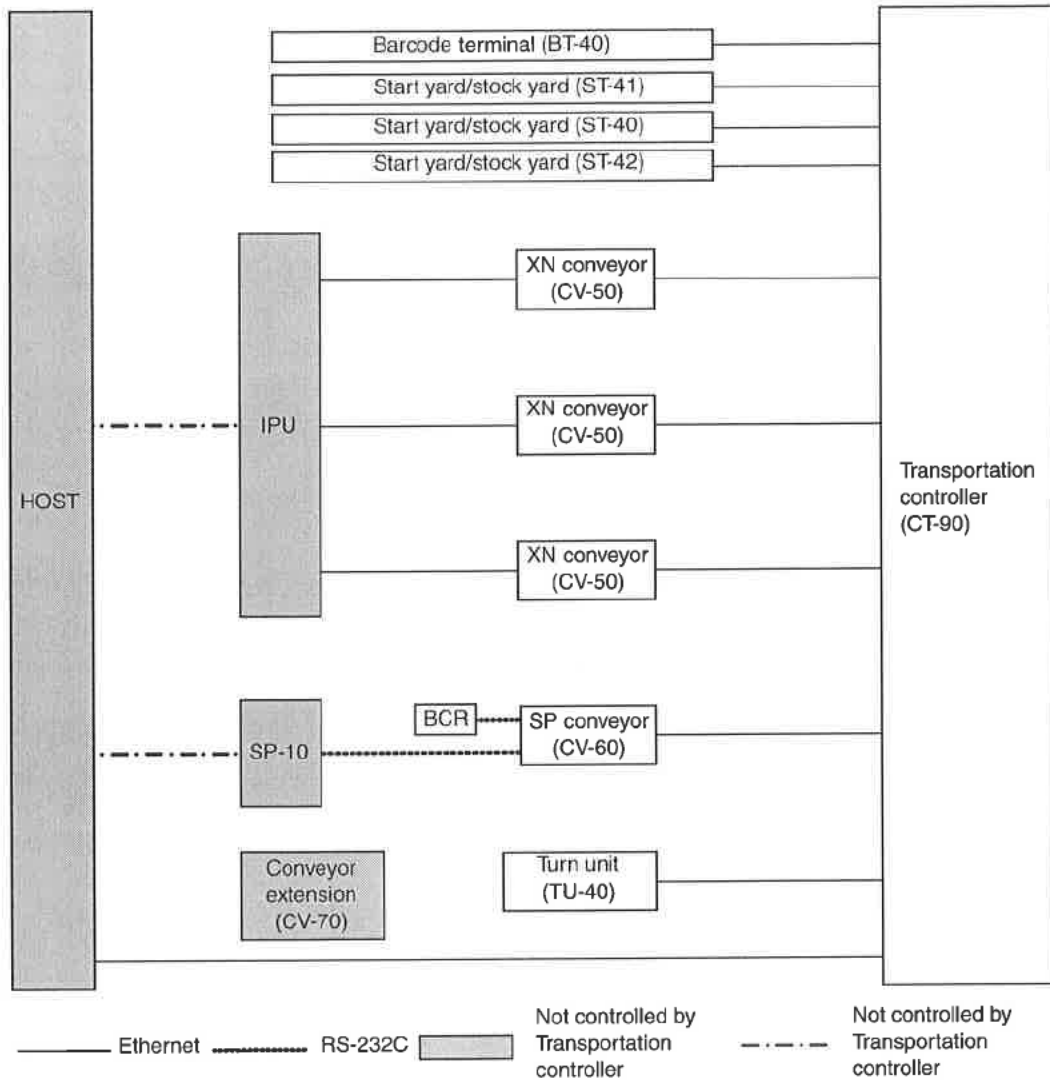 Barcode terminal (BT-40)
Start yard/stock yard (ST-41)
Start yard/stock yard (ST-40)
Start yard/stock yard (ST-42)
XN conveyor
(CV-50)
IPU
XN conveyor
(CV-50)
HOST
Transportation
controller
(CT-90)
XN conveyor
(CV-50)
BCR
SP conveyor
(CV-60)
SP-10
Conveyor
extension
(CV-70)
Turn unit
(TU-40)
Ethernet
RS-232C
Not controlled by
Transportation
controller
Not controlled by
Transportation
controller